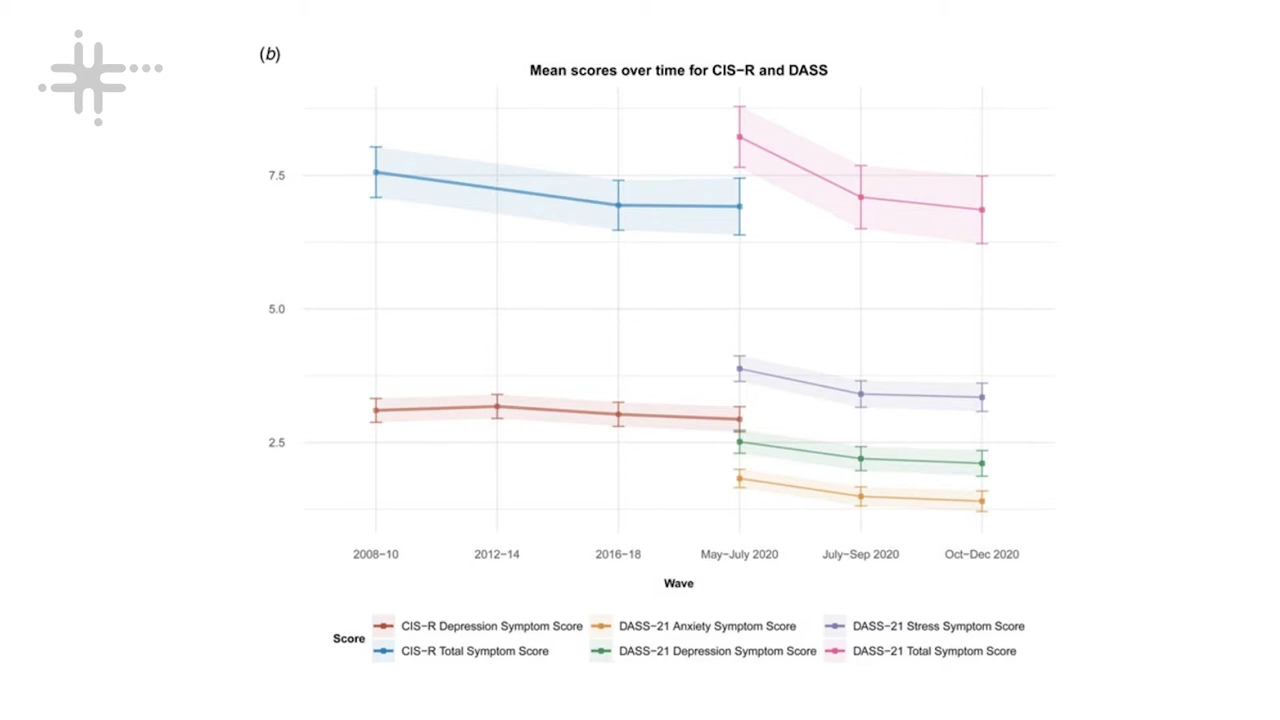 (b)
Mean scores over time for CIS−R and DASS
7.5
5.0
2.5
2008−10 2012−14 2016−18 May−July 2020 July−Sep 2020 Oct−Dec 2020
Wave
Score
CIS−R Depression Symptom Score DASS−21 Anxiety Symptom Score DASS−21 Stress Symptom Score
CIS−R Total Symptom Score DASS−21 Depression Symptom Score DASS−21 Total Symptom Score